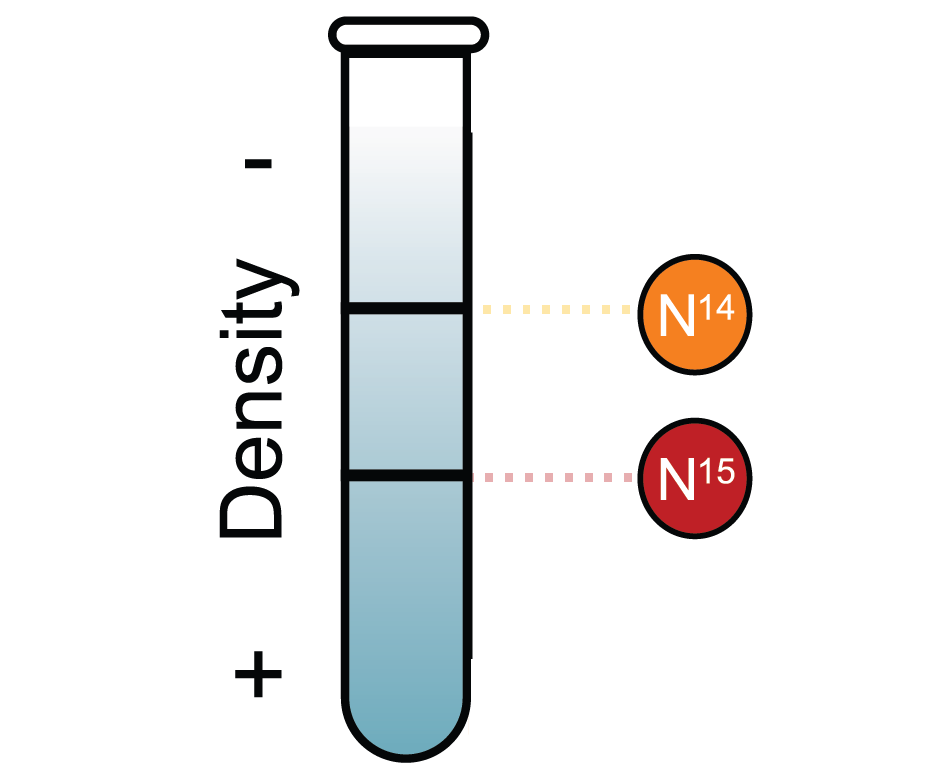 -
Density
+
N¹⁴
N¹⁵